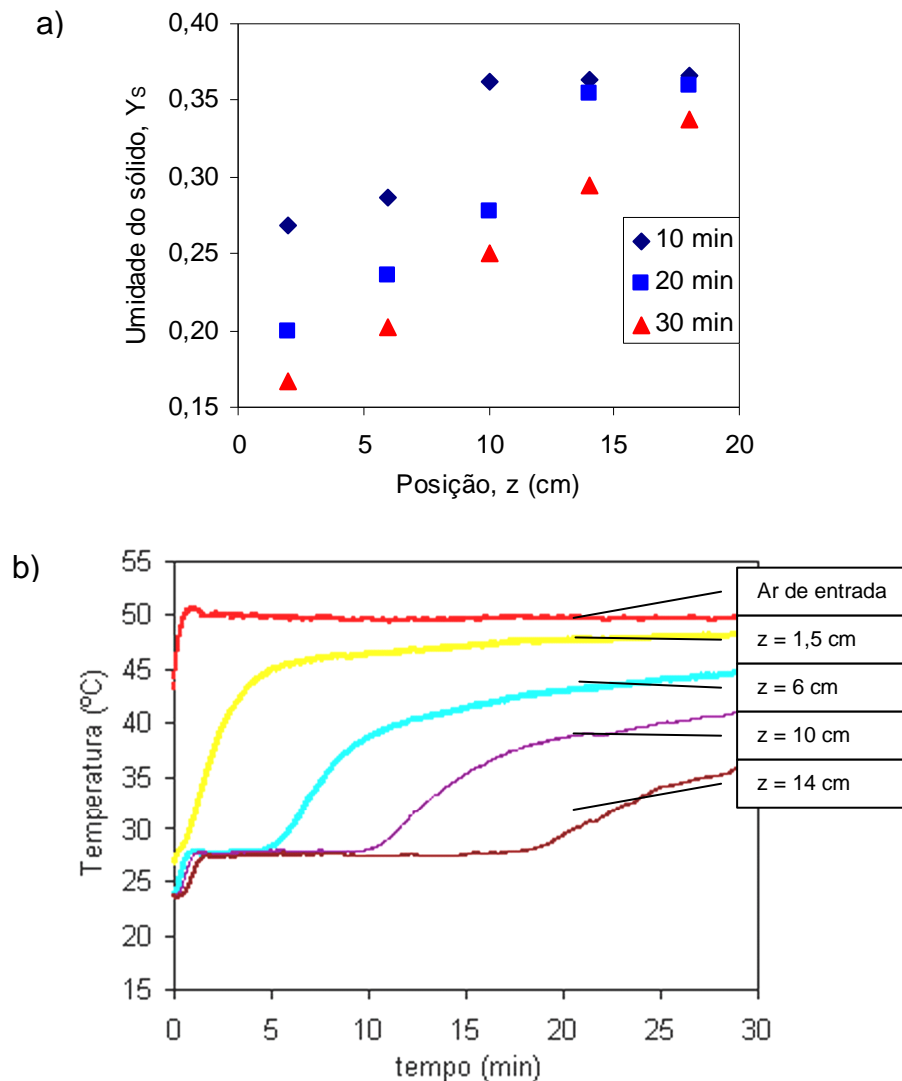 a)
Umidade do sólido, Ys
0,40
0,35
0,30
0,25
0,20
0,15
0
5
10
15
20
Posição, z (cm)
10 min
20 min
30 min
b)
Temperatura (ºC)
55
50
45
40
35
30
25
20
15
0
5
10
15
20
25
30
tempo (min)
Ar de entrada
z = 1,5 cm
z = 6 cm
z = 10 cm
z = 14 cm